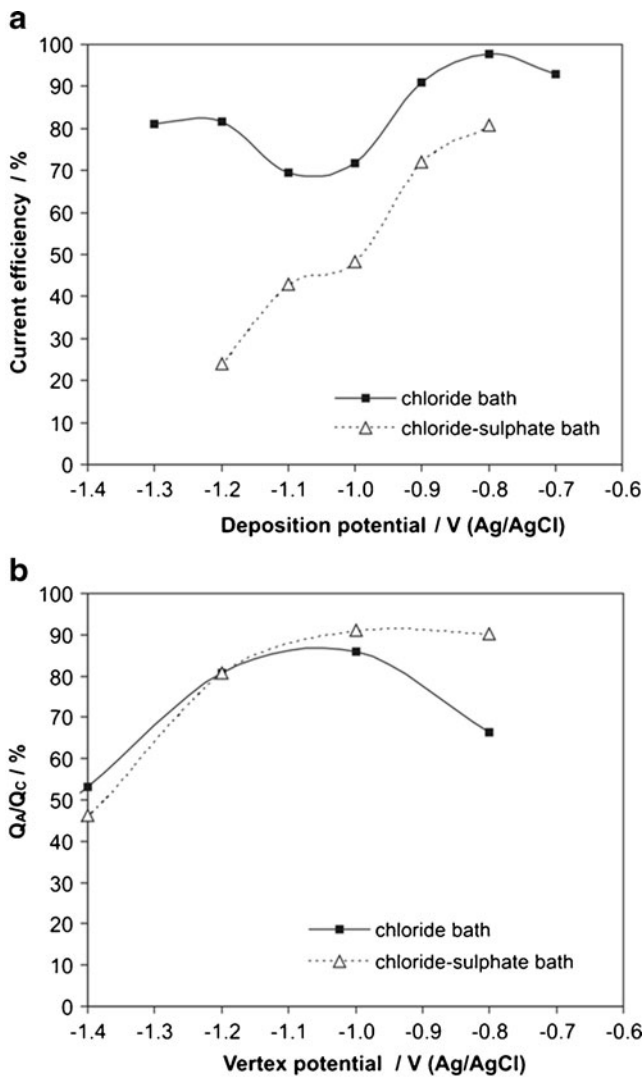 a
100
90
80
70
60
50
40
30
20
10
0
Current efficiency / %
chloride bath
chloride-sulphate bath
-1.4 -1.3 -1.2 -1.1 -1.0 -0.9 -0.8 -0.7 -0.6
Deposition potential / V (Ag/AgCl)
b
100
90
80
70
60
50
40
30
20
10
0
QA/QC / %
chloride bath
chloride-sulphate bath
-1.4 -1.3 -1.2 -1.1 -1.0 -0.9 -0.8 -0.7 -0.6
Vertex potential / V (Ag/AgCl)